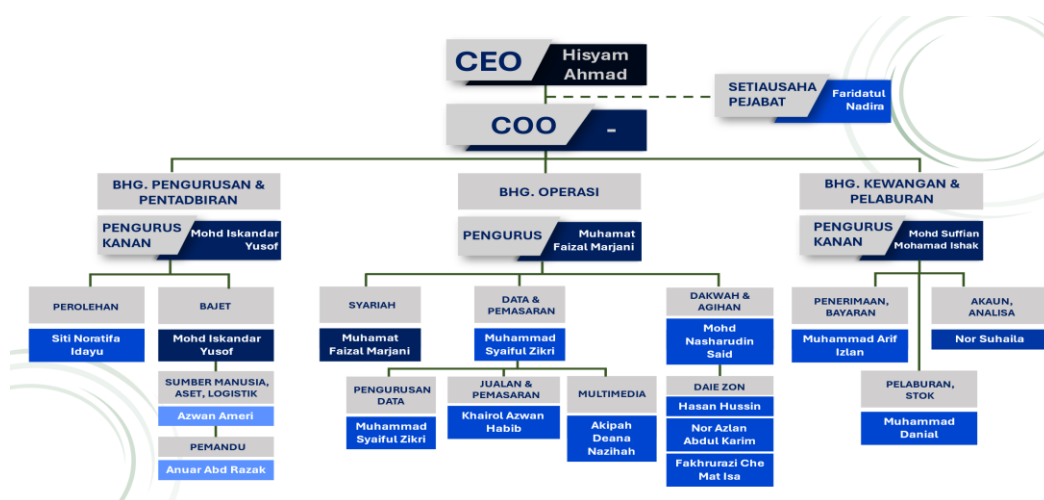 CEO
Hisyam
Ahmad
SETIAUSAHA
PEJABAT
Faridatul
Nadira
COO
-
BHG. PENGURUSAN &
PENTADBIRAN
PENGURUS
KANAN
Mohd Iskandar
Yusof
BHG. OPERASI
PENGURUS
Muhamat
Faizal Marjani
BHG. KEWANGAN &
PELABURAN
PENGURUS
KANAN
Mohd Suffian
Mohamad Ishak
PEROLEHAN
Siti Noratifa
Idayu
BAJET
Mohd Iskandar
Yusof
SUMBER MANUSIA,
ASET, LOGISTIK
Azwan Ameri
PEMANDU
Anuar Abd Razak
SYARIAH
Muhamat
Faizal Marjani
DATA &
PEMASARAN
Muhammad
Syaiful Zikri
PENGURUSAN
DATA
Muhammad
Syaiful Zikri
JUALAN &
PEMASARAN
Khairol Azwan
Habib
MULTIMEDIA
Akipah
Deana
Nazihah
DAKWAH &
AGIHAN
Mohd
Nasharudin
Said
DAIE ZON
Hasan Hussin
Nor Azlan
Abdul Karim
Fakhrurazi Che
Mat Isa
PENERIMAAN,
BAYARAN
Muhammad Arif
Izlan
AKAUN,
ANALISA
Nor Suhaila
PELABURAN,
STOK
Muhammad
Danial